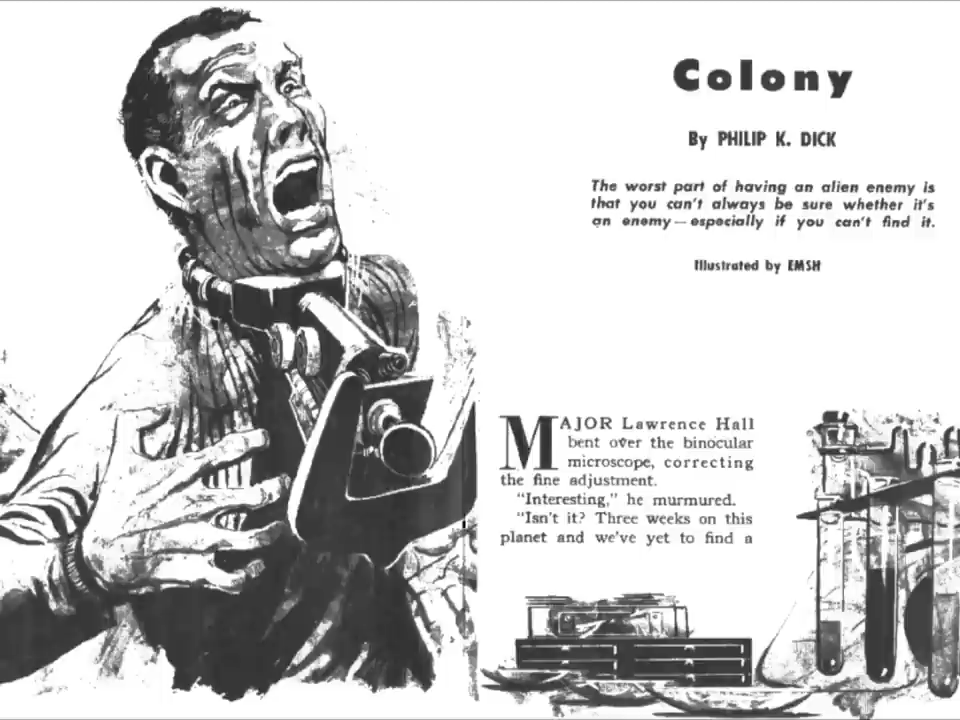 Colony
By PHILIP K. DICK
The worst part of having an alien enemy is
that you can't always be sure whether it's
an enemy—especially if you can't find it.
Illustrated by EMSH
MAJOR Lawrence Hall
bent over the binocular
microscope, correcting
the fine adjustment.
"Interesting," he murmured.
"Isn't it? Three weeks on this
planet and we've yet to find a